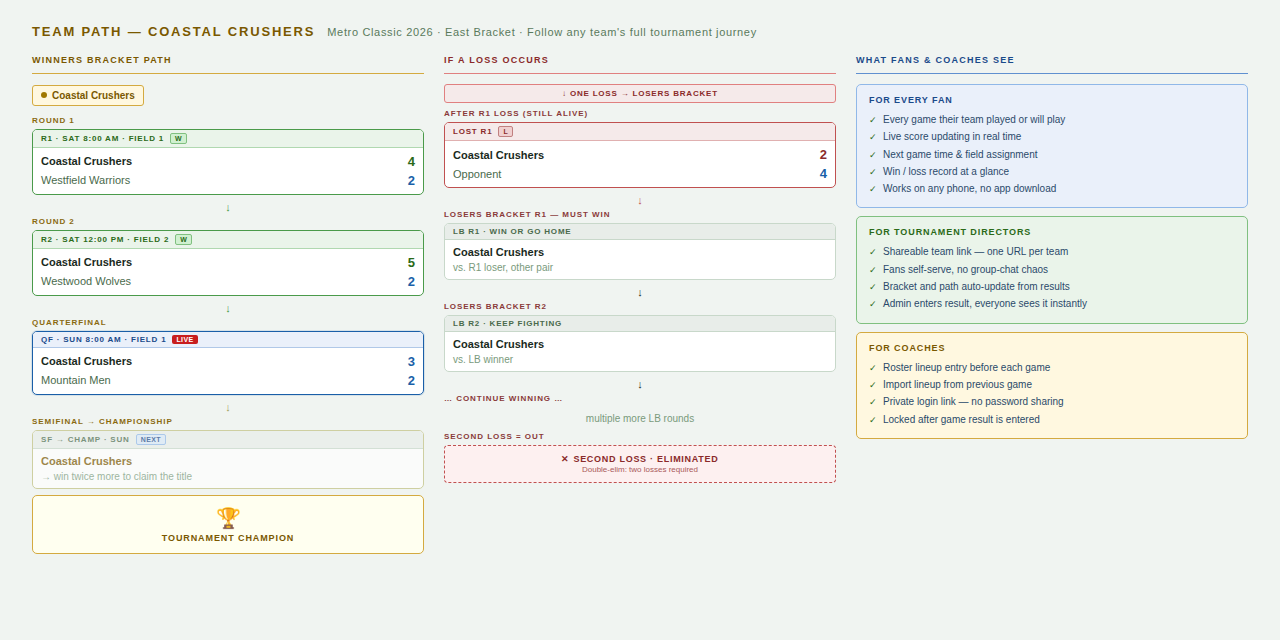 TEAM PATH — COASTAL CRUSHERS Metro Classic 2026 · East Bracket · Follow any team's full tournament journey
WINNERS BRACKET PATH
Coastal Crushers
ROUND 1
R1 · SAT 8:00 AM · FIELD 1 W
Coastal Crushers 4
Westfield Warriors 2
↓
ROUND 2
R2 · SAT 12:00 PM · FIELD 2 W
Coastal Crushers 5
Westwood Wolves 2
↓
QUARTERFINAL
QF · SUN 8:00 AM · FIELD 1 LIVE
Coastal Crushers 3
Mountain Men 2
↓
SEMIFINAL → CHAMPIONSHIP
SF → CHAMP · SUN NEXT
Coastal Crushers
→ win twice more to claim the title
TOURNAMENT CHAMPION
IF A LOSS OCCURS
↓ ONE LOSS → LOSERS BRACKET
AFTER R1 LOSS (STILL ALIVE)
LOST R1 L
Coastal Crushers 2
Opponent 4
↓
LOSERS BRACKET R1 — MUST WIN
LB R1 · WIN OR GO HOME
Coastal Crushers
vs. R1 loser, other pair
↓
LOSERS BRACKET R2
LB R2 · KEEP FIGHTING
Coastal Crushers
vs. LB winner
↓
… CONTINUE WINNING …
multiple more LB rounds
SECOND LOSS = OUT
✕ SECOND LOSS · ELIMINATED
Double-elim: two losses required
WHAT FANS & COACHES SEE
FOR EVERY FAN
✓ Every game their team played or will play
✓ Live score updating in real time
✓ Next game time & field assignment
✓ Win / loss record at a glance
✓ Works on any phone, no app download
FOR TOURNAMENT DIRECTORS
✓ Shareable team link — one URL per team
✓ Fans self-serve, no group-chat chaos
✓ Bracket and path auto-update from results
✓ Admin enters result, everyone sees it instantly
FOR COACHES
✓ Roster lineup entry before each game
✓ Import lineup from previous game
✓ Private login link — no password sharing
✓ Locked after game result is entered